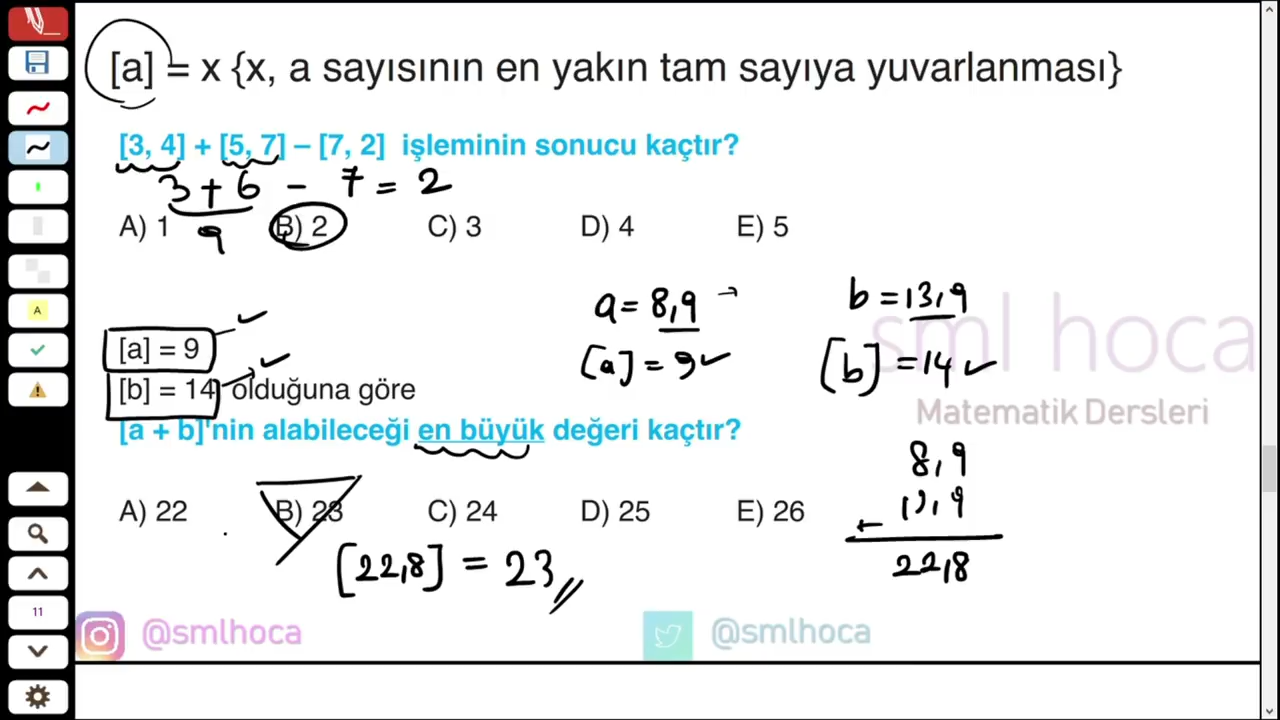 [a] = x {x, a sayısının en yakın tam sayıya yuvarlanması}
[3, 4] + [5, 7] – [7, 2] işleminin sonucu kaçtır?
3 + 6 - 7 = 2
9
A) 1 B) 2 C) 3 D) 4 E) 5
a = 8,9 →
[a] = 9 ✓
b = 13,9
[b] = 14 ✓
[a] = 9
[b] = 14 olduğuna göre
[a + b]'nin alabileceği en büyük değeri kaçtır?
A) 22 B) 23 C) 24 D) 25 E) 26
8,9
13,9
+
22,8
[22,8] = 23
sml hoca
Matematik Dersleri
@smlhoca @smlhoca
A
11